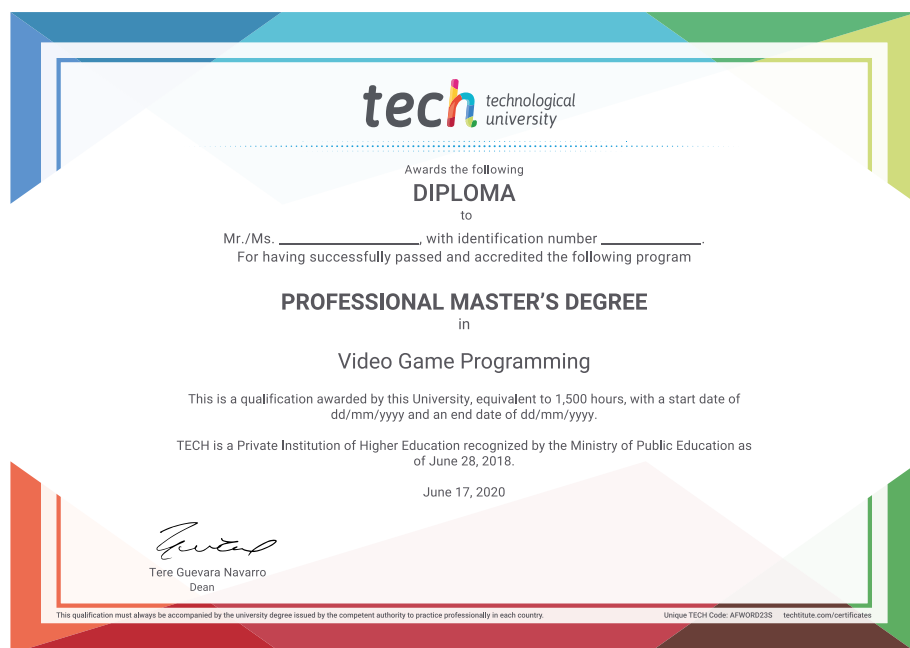 tech technological
university
Awards the following
DIPLOMA
to
Mr./Ms. ____________________, with identification number ______________.
For having successfully passed and accredited the following program
PROFESSIONAL MASTER'S DEGREE
in
Video Game Programming
This is a qualification awarded by this University, equivalent to 1,500 hours, with a start date of
dd/mm/yyyy and an end date of dd/mm/yyyy.
TECH is a Private Institution of Higher Education recognized by the Ministry of Public Education as
of June 28, 2018.
June 17, 2020
Tere Guevara Navarro
Dean
This qualification must always be accompanied by the university degree issued by the competent authority to practice professionally in each country. Unique TECH Code: AFWORD23S techtitute.com/certificates